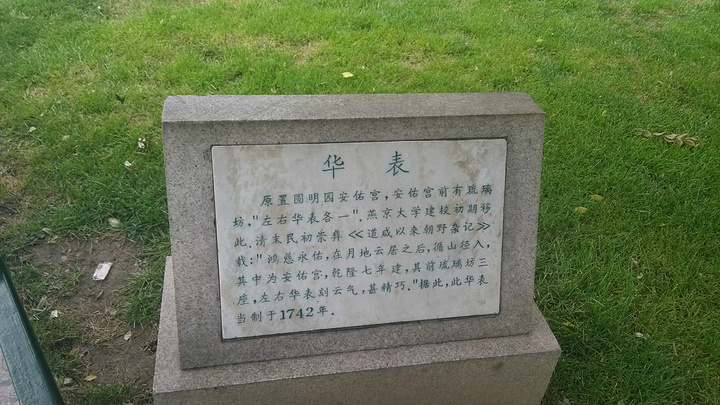 华 表
原置圆明园安佑宫，安佑宫前有琉璃
坊，"左右华表各一"．燕京大学建校初期移
此．清末民初崇彝《道咸以来朝野杂记》
载："鸿慈永佑，在月地云居之后，循山径入，
其中为安佑宫，乾隆七年建，其前琉璃坊三
座，左右华表刻云气，甚精巧．"据此，此华表
当制于1742年．